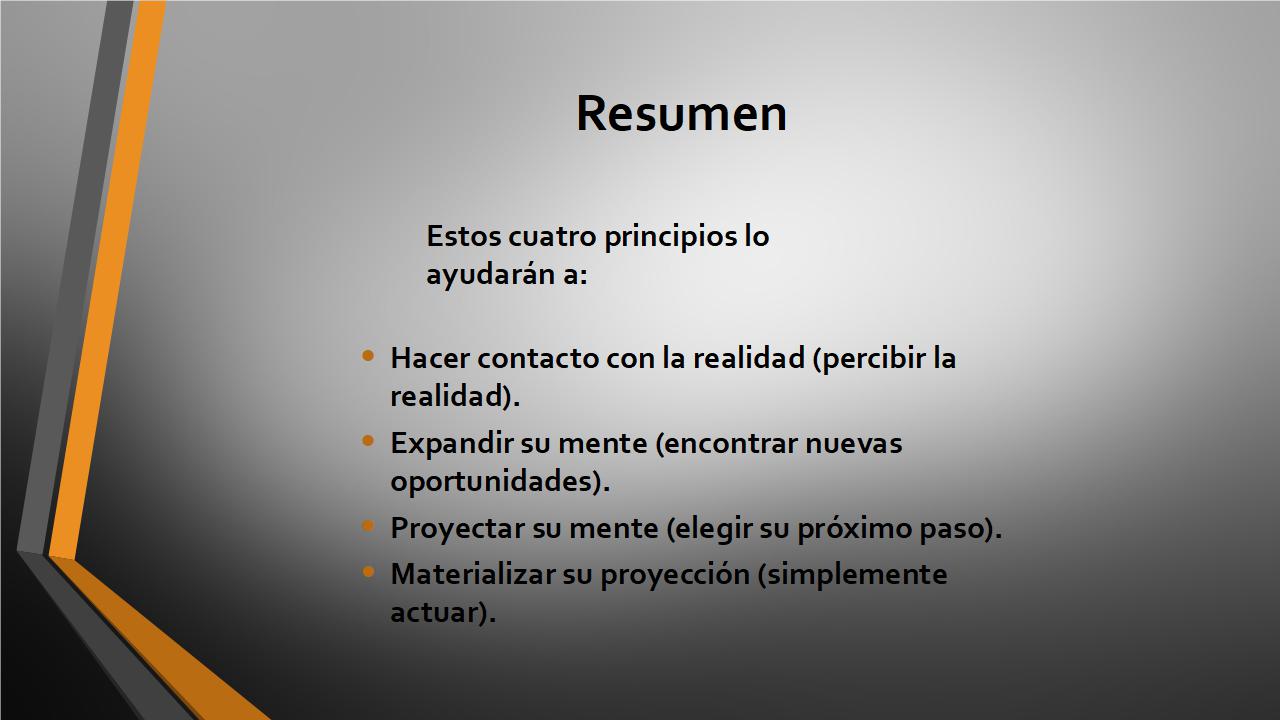 Resumen
Estos cuatro principios lo
ayudarán a:
• Hacer contacto con la realidad (percibir la
realidad).
• Expandir su mente (encontrar nuevas
oportunidades).
• Proyectar su mente (elegir su próximo paso).
• Materializar su proyección (simplemente
actuar).